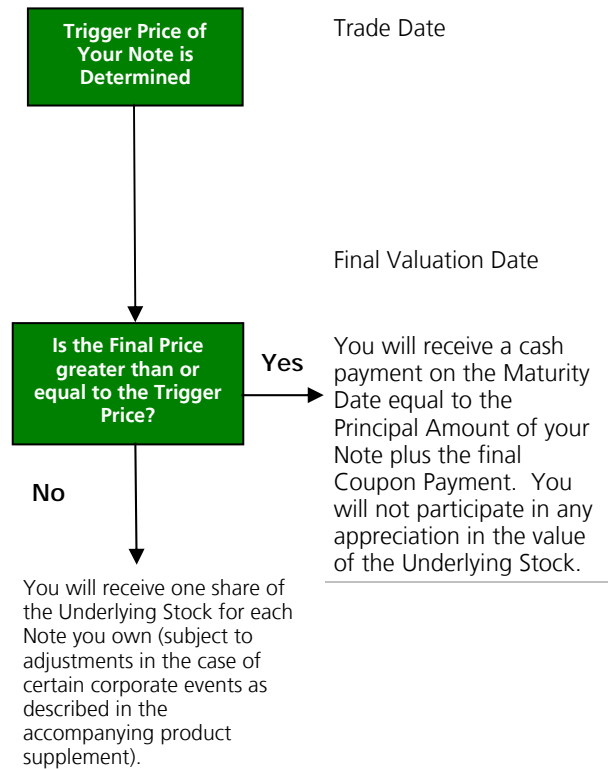 Trigger Price of
Your Note is
Determined
Trade Date
Final Valuation Date
Is the Final Price
greater than or
equal to the Trigger
Price?
Yes
You will receive a cash
payment on the Maturity
Date equal to the
Principal Amount of your
Note plus the final
Coupon Payment.  You
will not participate in any
appreciation in the value
of the Underlying Stock.
No
You will receive one share of
the Underlying Stock for each
Note you own (subject to
adjustments in the case of
certain corporate events as
described in the
accompanying product
supplement).